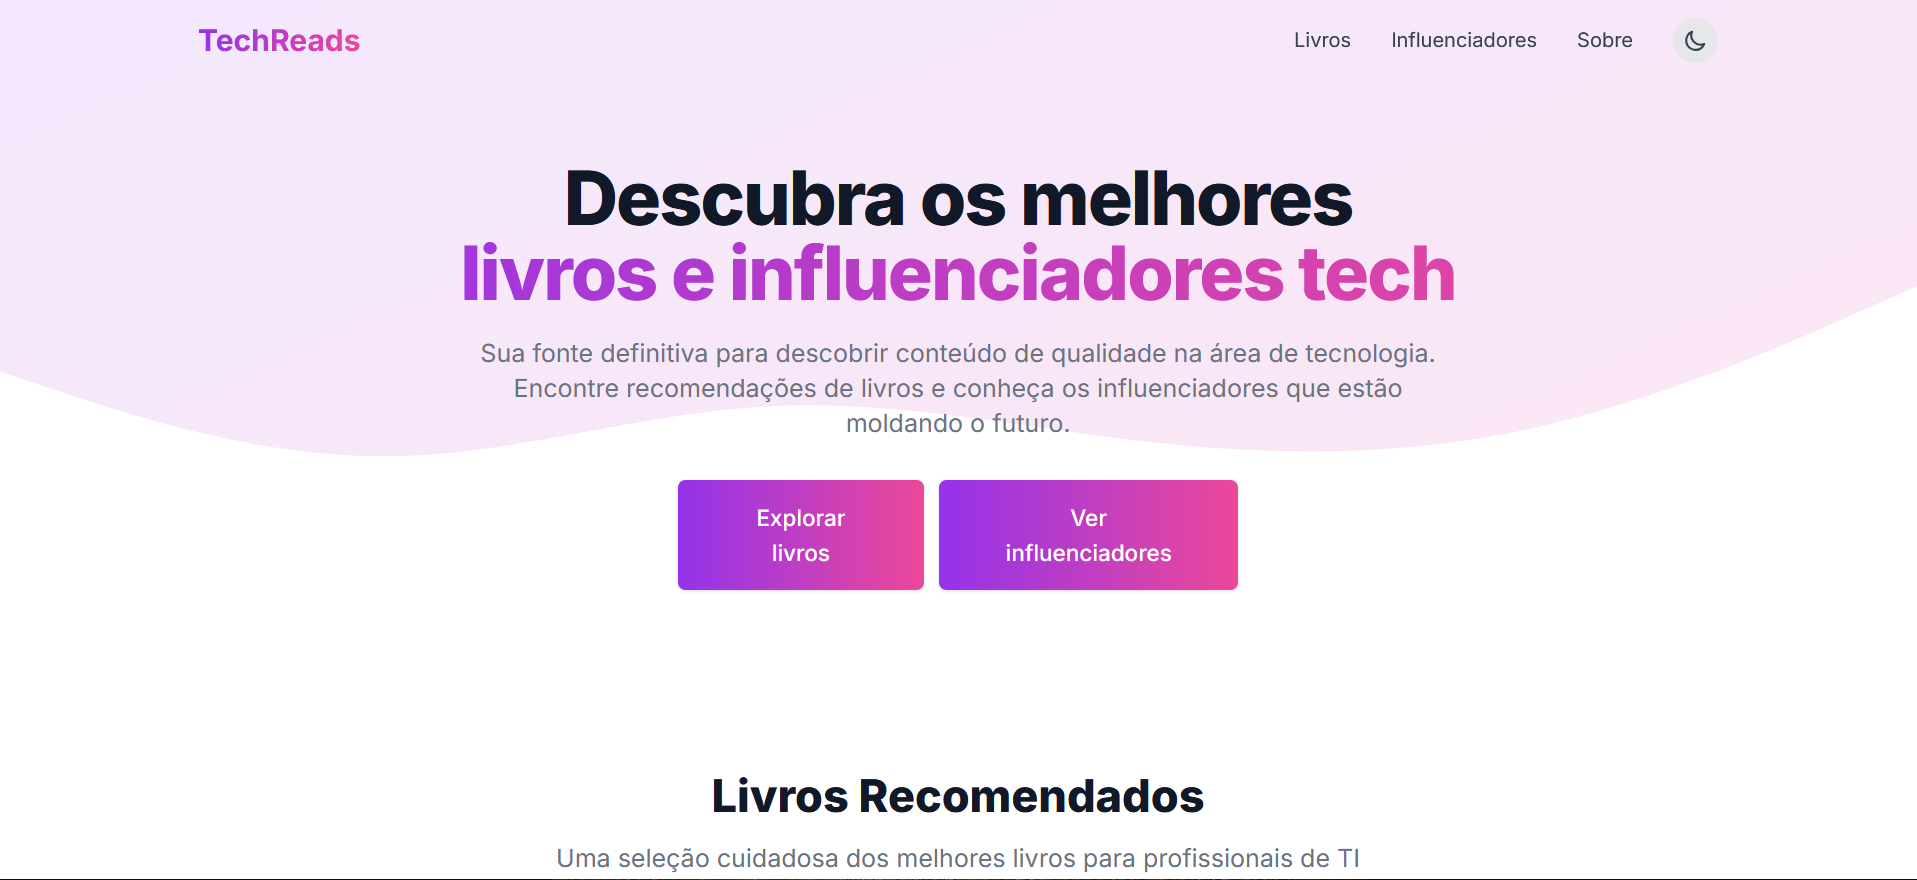 TechReads
Livros
Influenciadores
Sobre
Descubra os melhores
livros e influenciadores tech
Sua fonte definitiva para descobrir conteúdo de qualidade na área de tecnologia.
Encontre recomendações de livros e conheça os influenciadores que estão
moldando o futuro.
Explorar
livros
Ver
influenciadores
Livros Recomendados
Uma seleção cuidadosa dos melhores livros para profissionais de TI